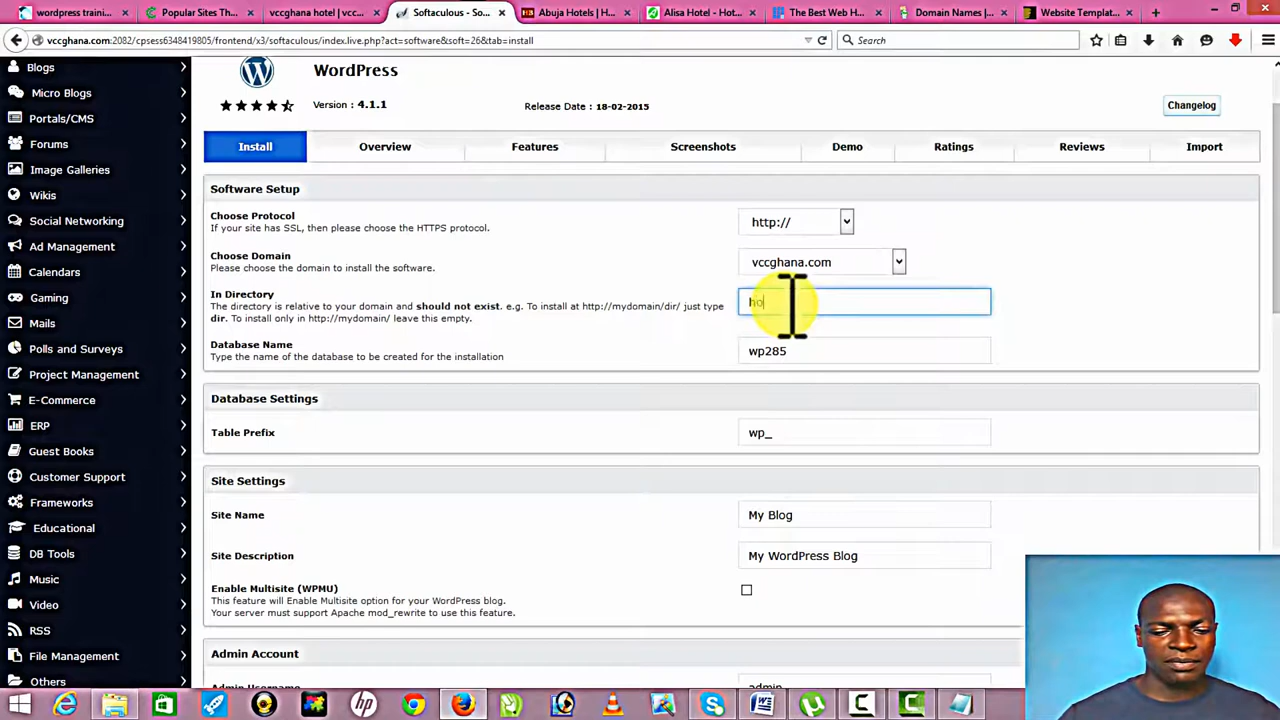 wordpress traini...
Popular Sites Th...
vccghana hotel | vcc...
Softaculous - So...
Abuja Hotels | H...
Alisa Hotel - Hot...
The Best Web H...
Domain Names |...
Website Templat...
vccghana.com:2082/cpsess6348419805/frontend/x3/softaculous/index.live.php?act=software&soft=26&tab=install
Search
Blogs
Micro Blogs
Portals/CMS
Forums
Image Galleries
Wikis
Social Networking
Ad Management
Gaming
Mails
Polls and Surveys
Project Management
E-Commerce
ERP
Guest Books
Customer Support
Frameworks
Educational
DB Tools
Music
Video
RSS
File Management
Others
WordPress
Version : 4.1.1
Release Date : 18-02-2015
Changelog
Install
Overview
Features
Screenshots
Demo
Ratings
Reviews
Import
Software Setup
Choose Protocol
If your site has SSL, then please choose the HTTPS protocol.
http://
Choose Domain
Please choose the domain to install the software.
vccghana.com
In Directory
The directory is relative to your domain and should not exist. e.g. To install at http://mydomain/dir/ just type
dir. To install only in http://mydomain/ leave this empty.
ho
Database Name
Type the name of the database to be created for the installation
wp285
Database Settings
Table Prefix
wp_
Site Settings
Site Name
My Blog
Site Description
My WordPress Blog
Enable Multisite (WPMU)
This feature will Enable Multisite option for your WordPress blog.
Your server must support Apache mod_rewrite to use this feature.
Admin Account
Admin Username
admin